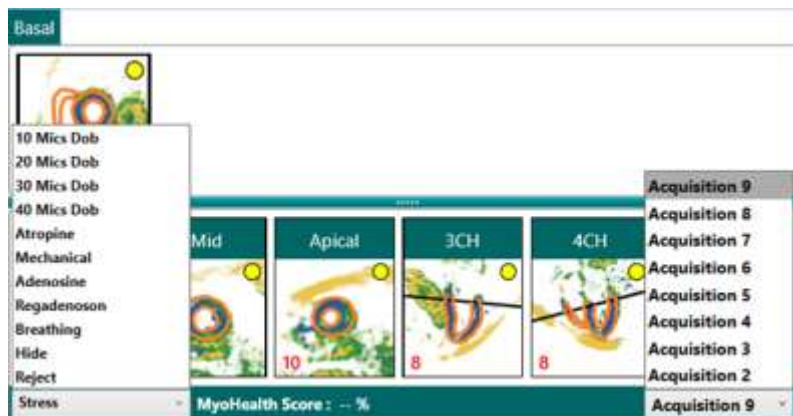 Basal
10 Mics Dob
20 Mics Dob
30 Mics Dob
40 Mics Dob
Atropine
Mechanical
Adenosine
Regadenoson
Breathing
Hide
Reject
Stress
Mid
Apical
3CH
4CH
10
8
8
MyoHealth Score : -- %
Acquisition 9
Acquisition 8
Acquisition 7
Acquisition 6
Acquisition 5
Acquisition 4
Acquisition 3
Acquisition 2
Acquisition 9